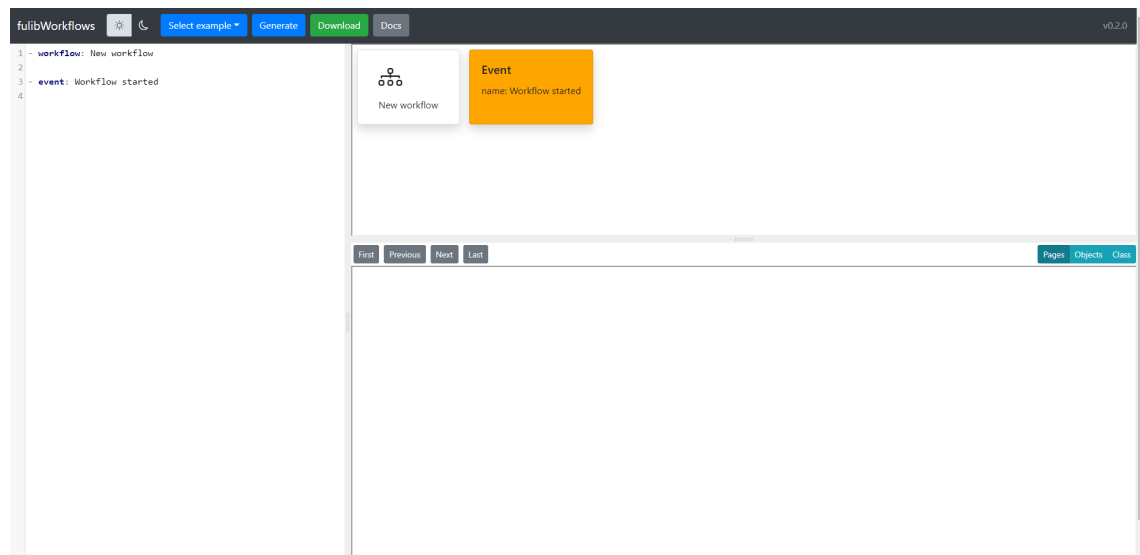 fulibWorkflows Select example Generate Download Docs v0.2.0
1 - workflow: New workflow
2
3 - event: Workflow started
4
New workflow
Event
name: Workflow started
First Previous Next Last Pages Objects Class